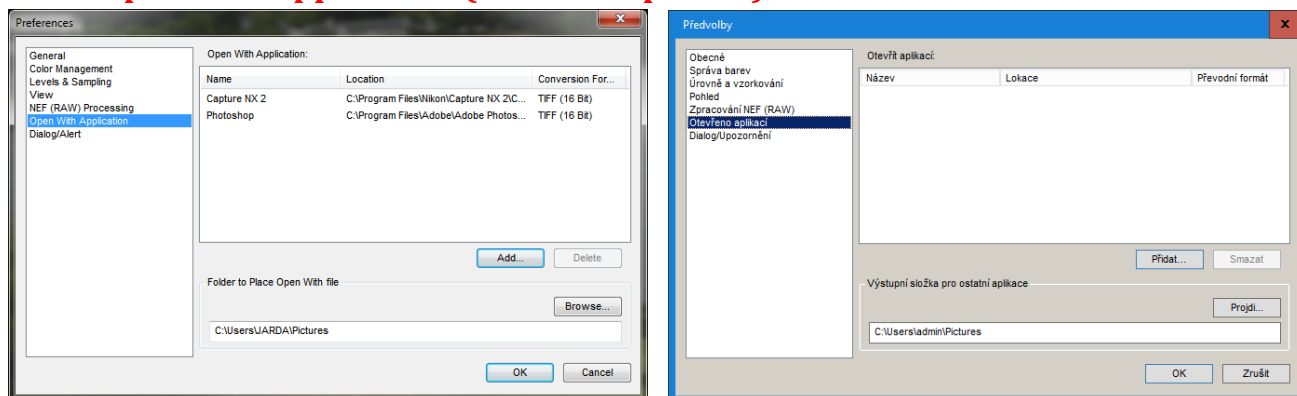 Preferences
General
Color Management
Levels & Sampling
View
NEF (RAW) Processing
Open With Application
Dialog/Alert
Open With Application:
Name Location Conversion For...
Capture NX 2 C:\Program Files\Nikon\Capture NX 2\C... TIFF (16 Bit)
Photoshop C:\Program Files\Adobe\Adobe Photos... TIFF (16 Bit)
Add... Delete
Folder to Place Open With file
Browse...
C:\Users\JARDA\Pictures
OK Cancel
Předvolby
Obecné
Správa barev
Úrovně a vzorkování
Pohled
Zpracování NEF (RAW)
Otevřeno aplikací
Dialog/Upozornění
Otevřít aplikací:
Název Lokace Převodní formát
Přidat... Smazat
Výstupní složka pro ostatní aplikace
Projdi...
C:\Users\admin\Pictures
OK Zrušit